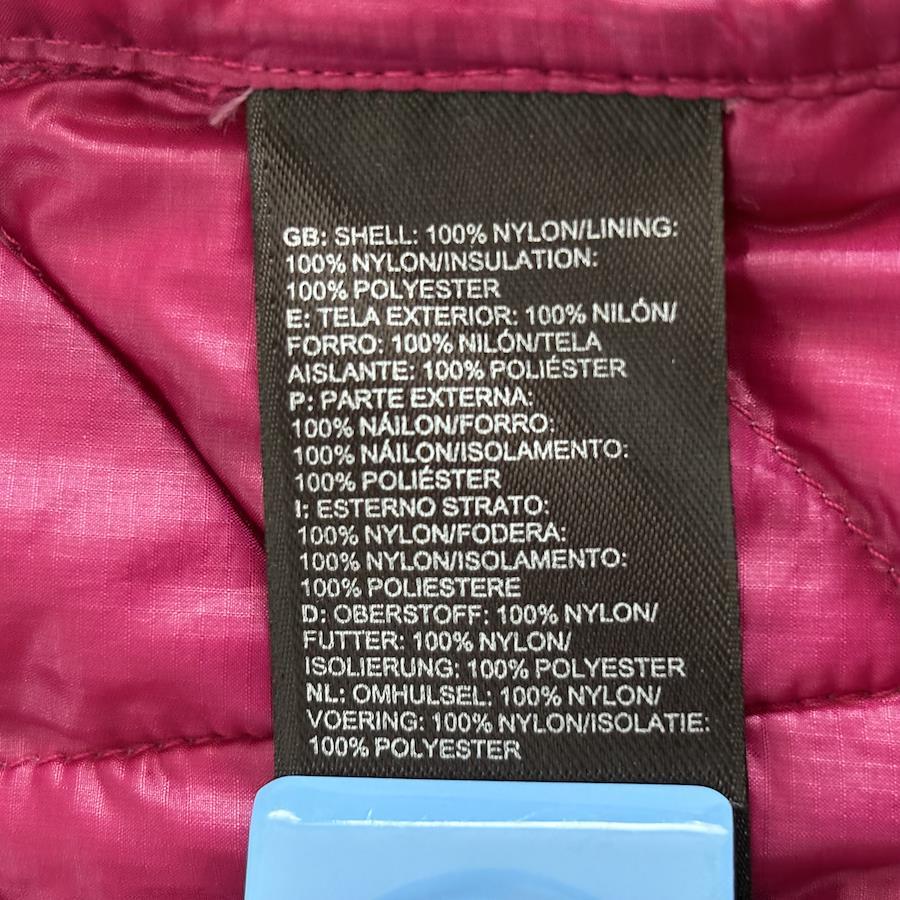 GB: SHELL: 100% NYLON/LINING:
100% NYLON/INSULATION:
100% POLYESTER
E: TELA EXTERIOR: 100% NILÓN/
FORRO: 100% NILÓN/TELA
AISLANTE: 100% POLIÉSTER
P: PARTE EXTERNA:
100% NÁILON/FORRO:
100% NÁILON/ISOLAMENTO:
100% POLIÉSTER
I: ESTERNO STRATO:
100% NYLON/FODERA:
100% NYLON/ISOLAMENTO:
100% POLIESTERE
D: OBERSTOFF: 100% NYLON/
FUTTER: 100% NYLON/
ISOLIERUNG: 100% POLYESTER
NL: OMHULSEL: 100% NYLON/
VOERING: 100% NYLON/ISOLATIE:
100% POLYESTER